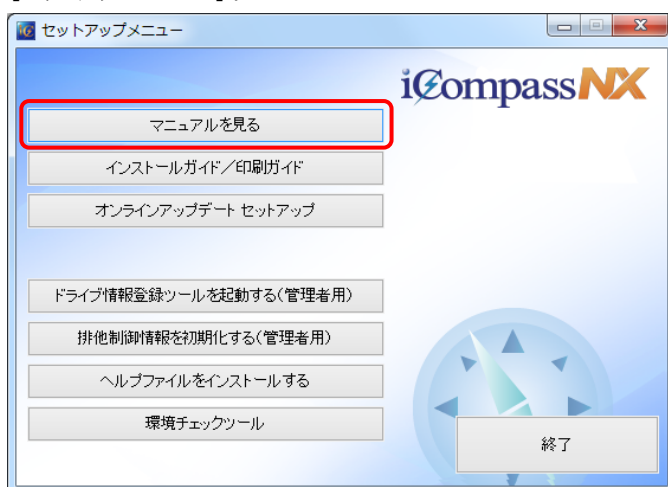 セットアップメニュー
iCompassNX
マニュアルを見る
インストールガイド／印刷ガイド
オンラインアップデート セットアップ
ドライブ情報登録ツールを起動する(管理者用)
排他制御情報を初期化する(管理者用)
ヘルプファイルをインストールする
環境チェックツール
終了